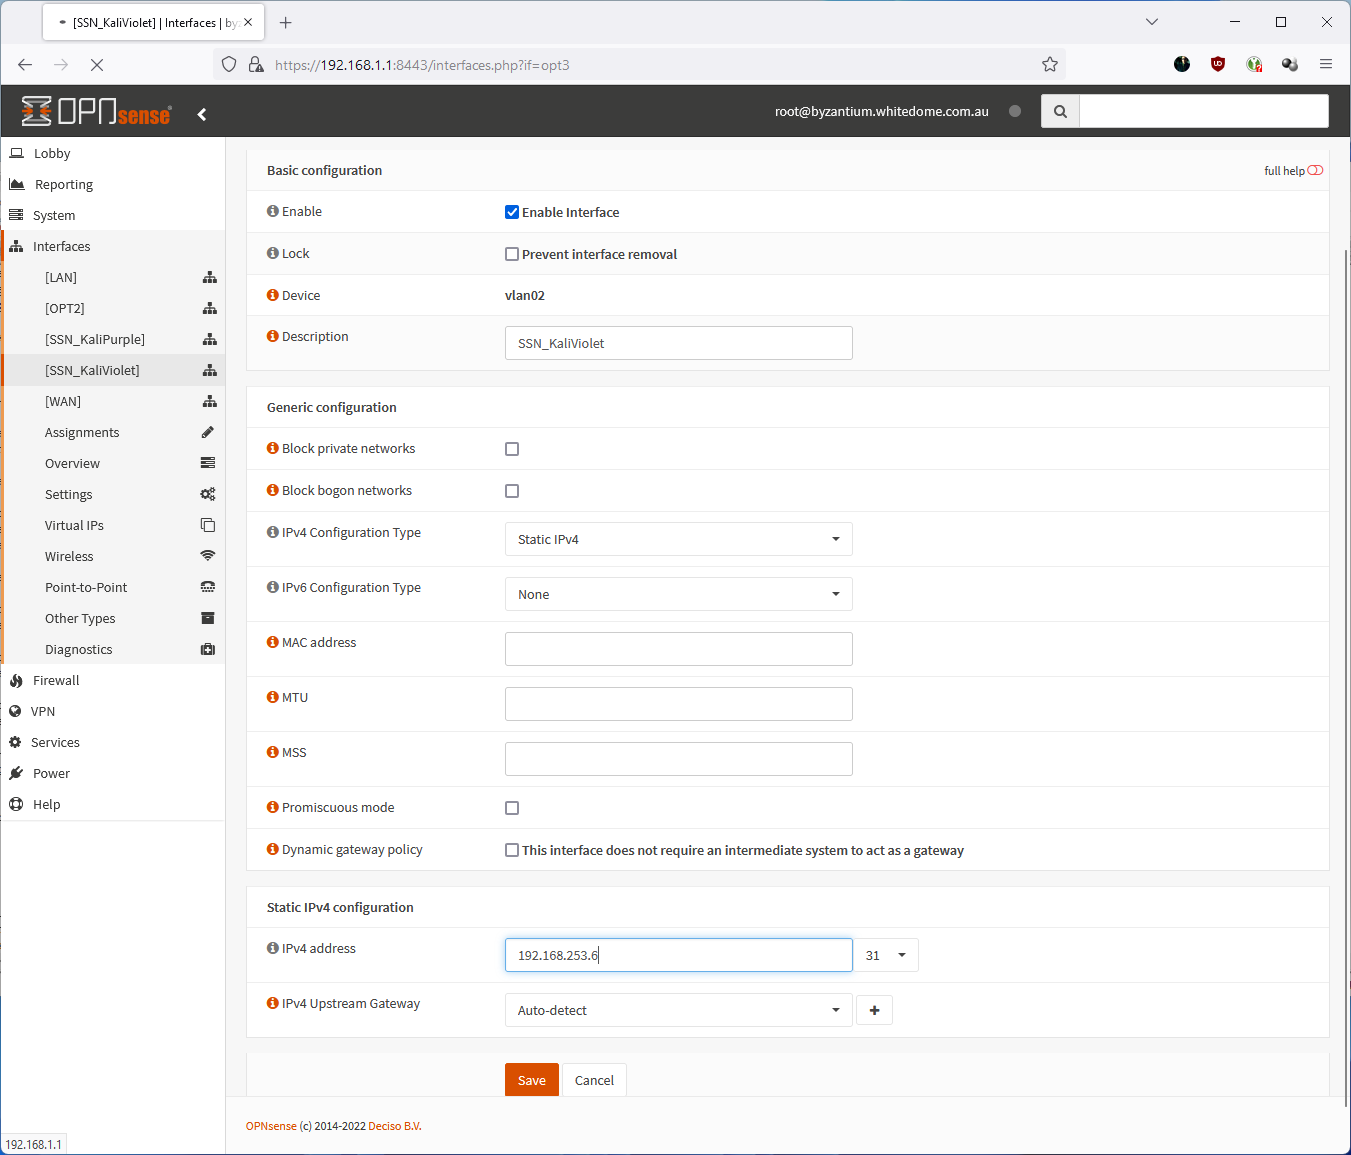 [SSN_KaliViolet] | Interfaces | by
https://192.168.1.1:8443/interfaces.php?if=opt3
OPNsense
root@byzantium.whitedome.com.au
Lobby
Reporting
System
Interfaces
[LAN]
[OPT2]
[SSN_KaliPurple]
[SSN_KaliViolet]
[WAN]
Assignments
Overview
Settings
Virtual IPs
Wireless
Point-to-Point
Other Types
Diagnostics
Firewall
VPN
Services
Power
Help
Basic configuration full help
Enable Enable Interface
Lock Prevent interface removal
Device vlan02
Description SSN_KaliViolet
Generic configuration
Block private networks
Block bogon networks
IPv4 Configuration Type Static IPv4
IPv6 Configuration Type None
MAC address
MTU
MSS
Promiscuous mode
Dynamic gateway policy This interface does not require an intermediate system to act as a gateway
Static IPv4 configuration
IPv4 address 192.168.253.6 31
IPv4 Upstream Gateway Auto-detect
Save Cancel
OPNsense (c) 2014-2022 Deciso B.V.
192.168.1.1